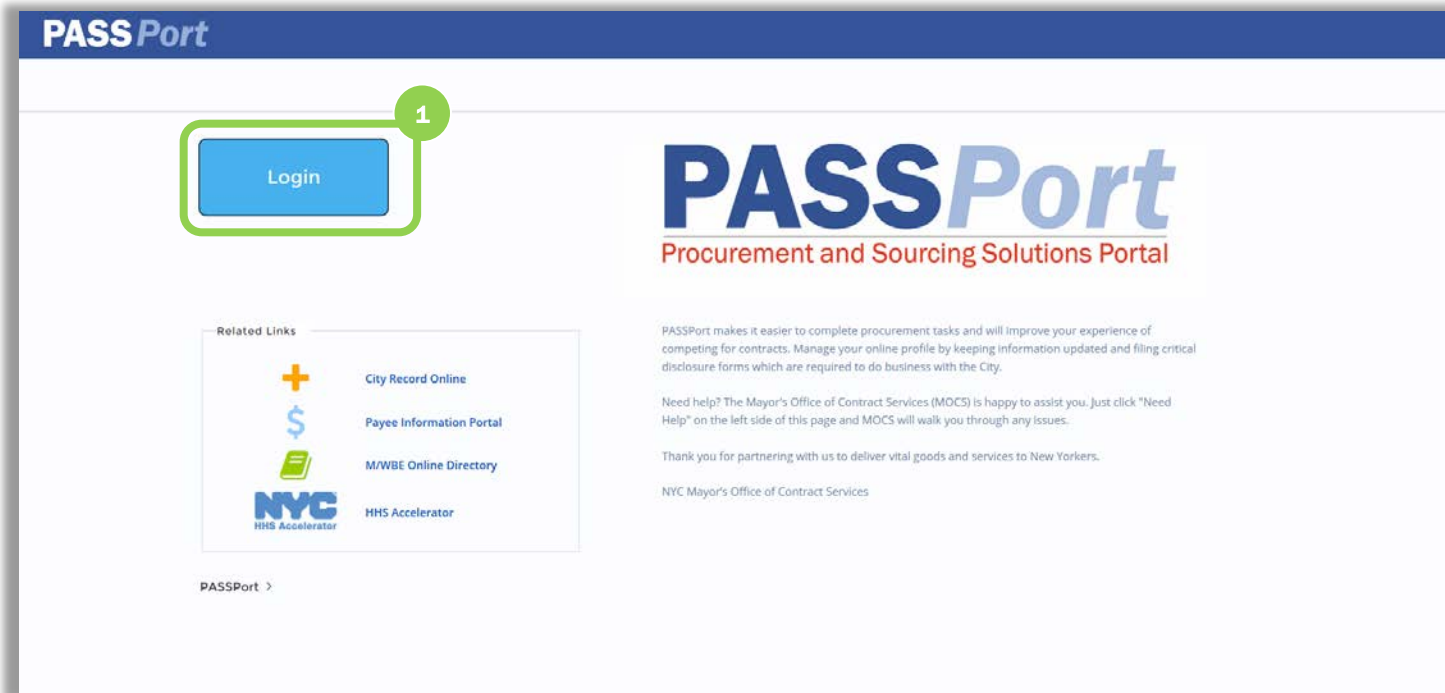 PASSPort
1
Login
PASSPort
Procurement and Sourcing Solutions Portal
Related Links
City Record Online
Payee Information Portal
M/WBE Online Directory
NYC
HHS Accelerator
HHS Accelerator
PASSPort >
PASSPort makes it easier to complete procurement tasks and will improve your experience of
competing for contracts. Manage your online profile by keeping information updated and filing critical
disclosure forms which are required to do business with the City.
Need help? The Mayor's Office of Contract Services (MOCS) is happy to assist you. Just click "Need
Help" on the left side of this page and MOCS will walk you through any issues.
Thank you for partnering with us to deliver vital goods and services to New Yorkers.
NYC Mayor's Office of Contract Services